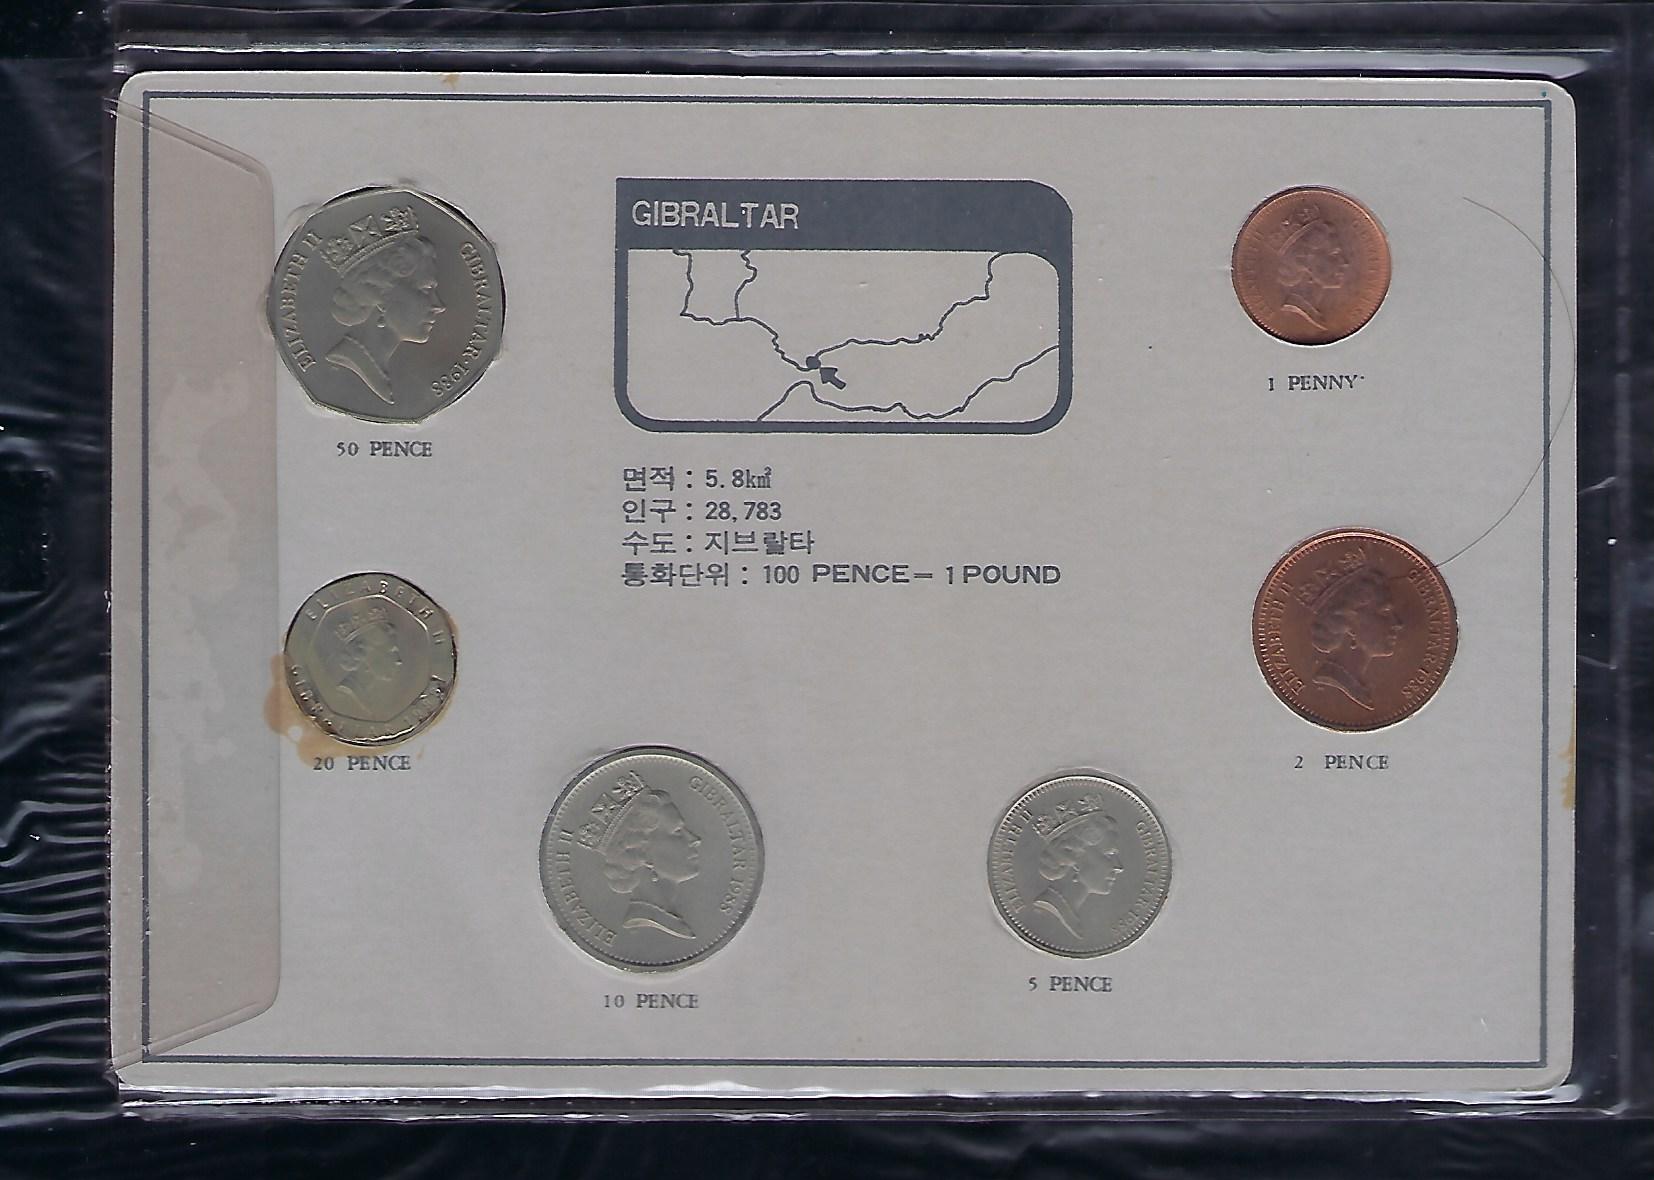 GIBRALTAR
ELIZABETH II
GIBRALTAR·1988
50 PENCE
1 PENNY
면적 : 5.8㎢
인구 : 28,783
수도 : 지브랄타
통화단위 : 100 PENCE= 1 POUND
ELIZABETH II
20 PENCE
ELIZABETH II
GIBRALTAR 1988
2 PENCE
ELIZABETH II
GIBRALTAR 1988
10 PENCE
ELIZABETH II
GIBRALTAR 1988
5 PENCE